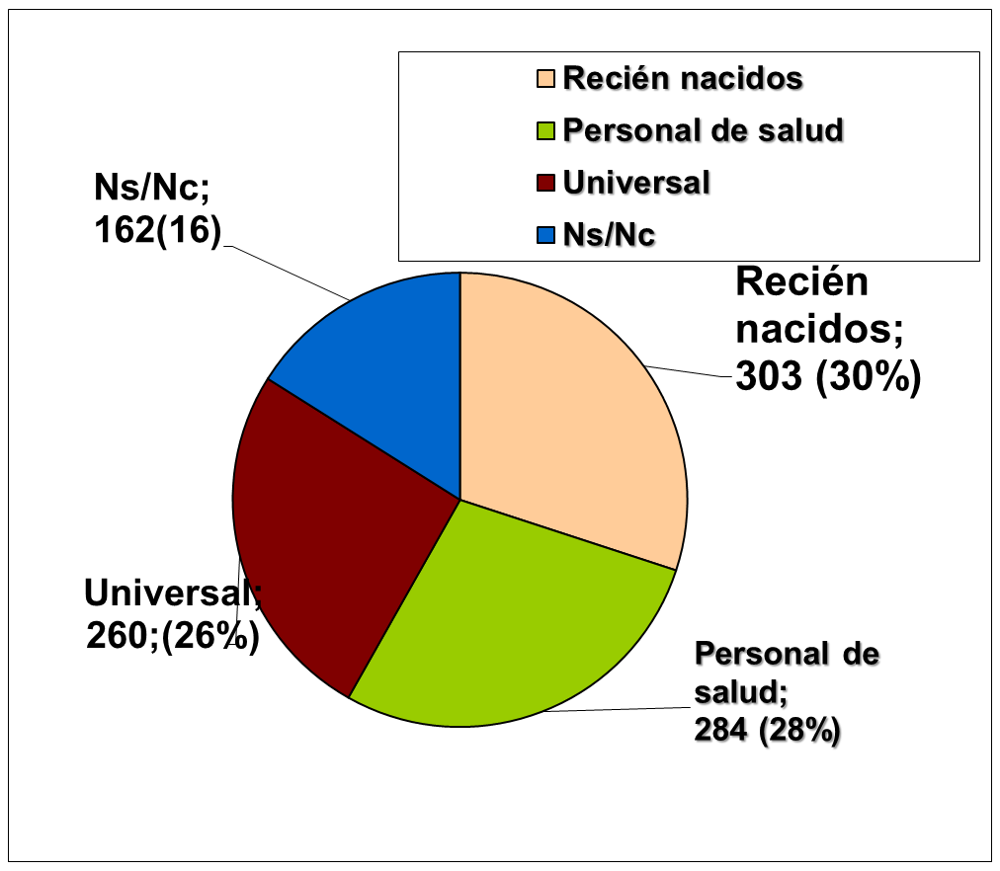 Recién nacidos
Personal de salud
Universal
Ns/Nc
Ns/Nc;
162(16)
Recién
nacidos;
303 (30%)
Universal;
260;(26%)
Personal de
salud;
284 (28%)